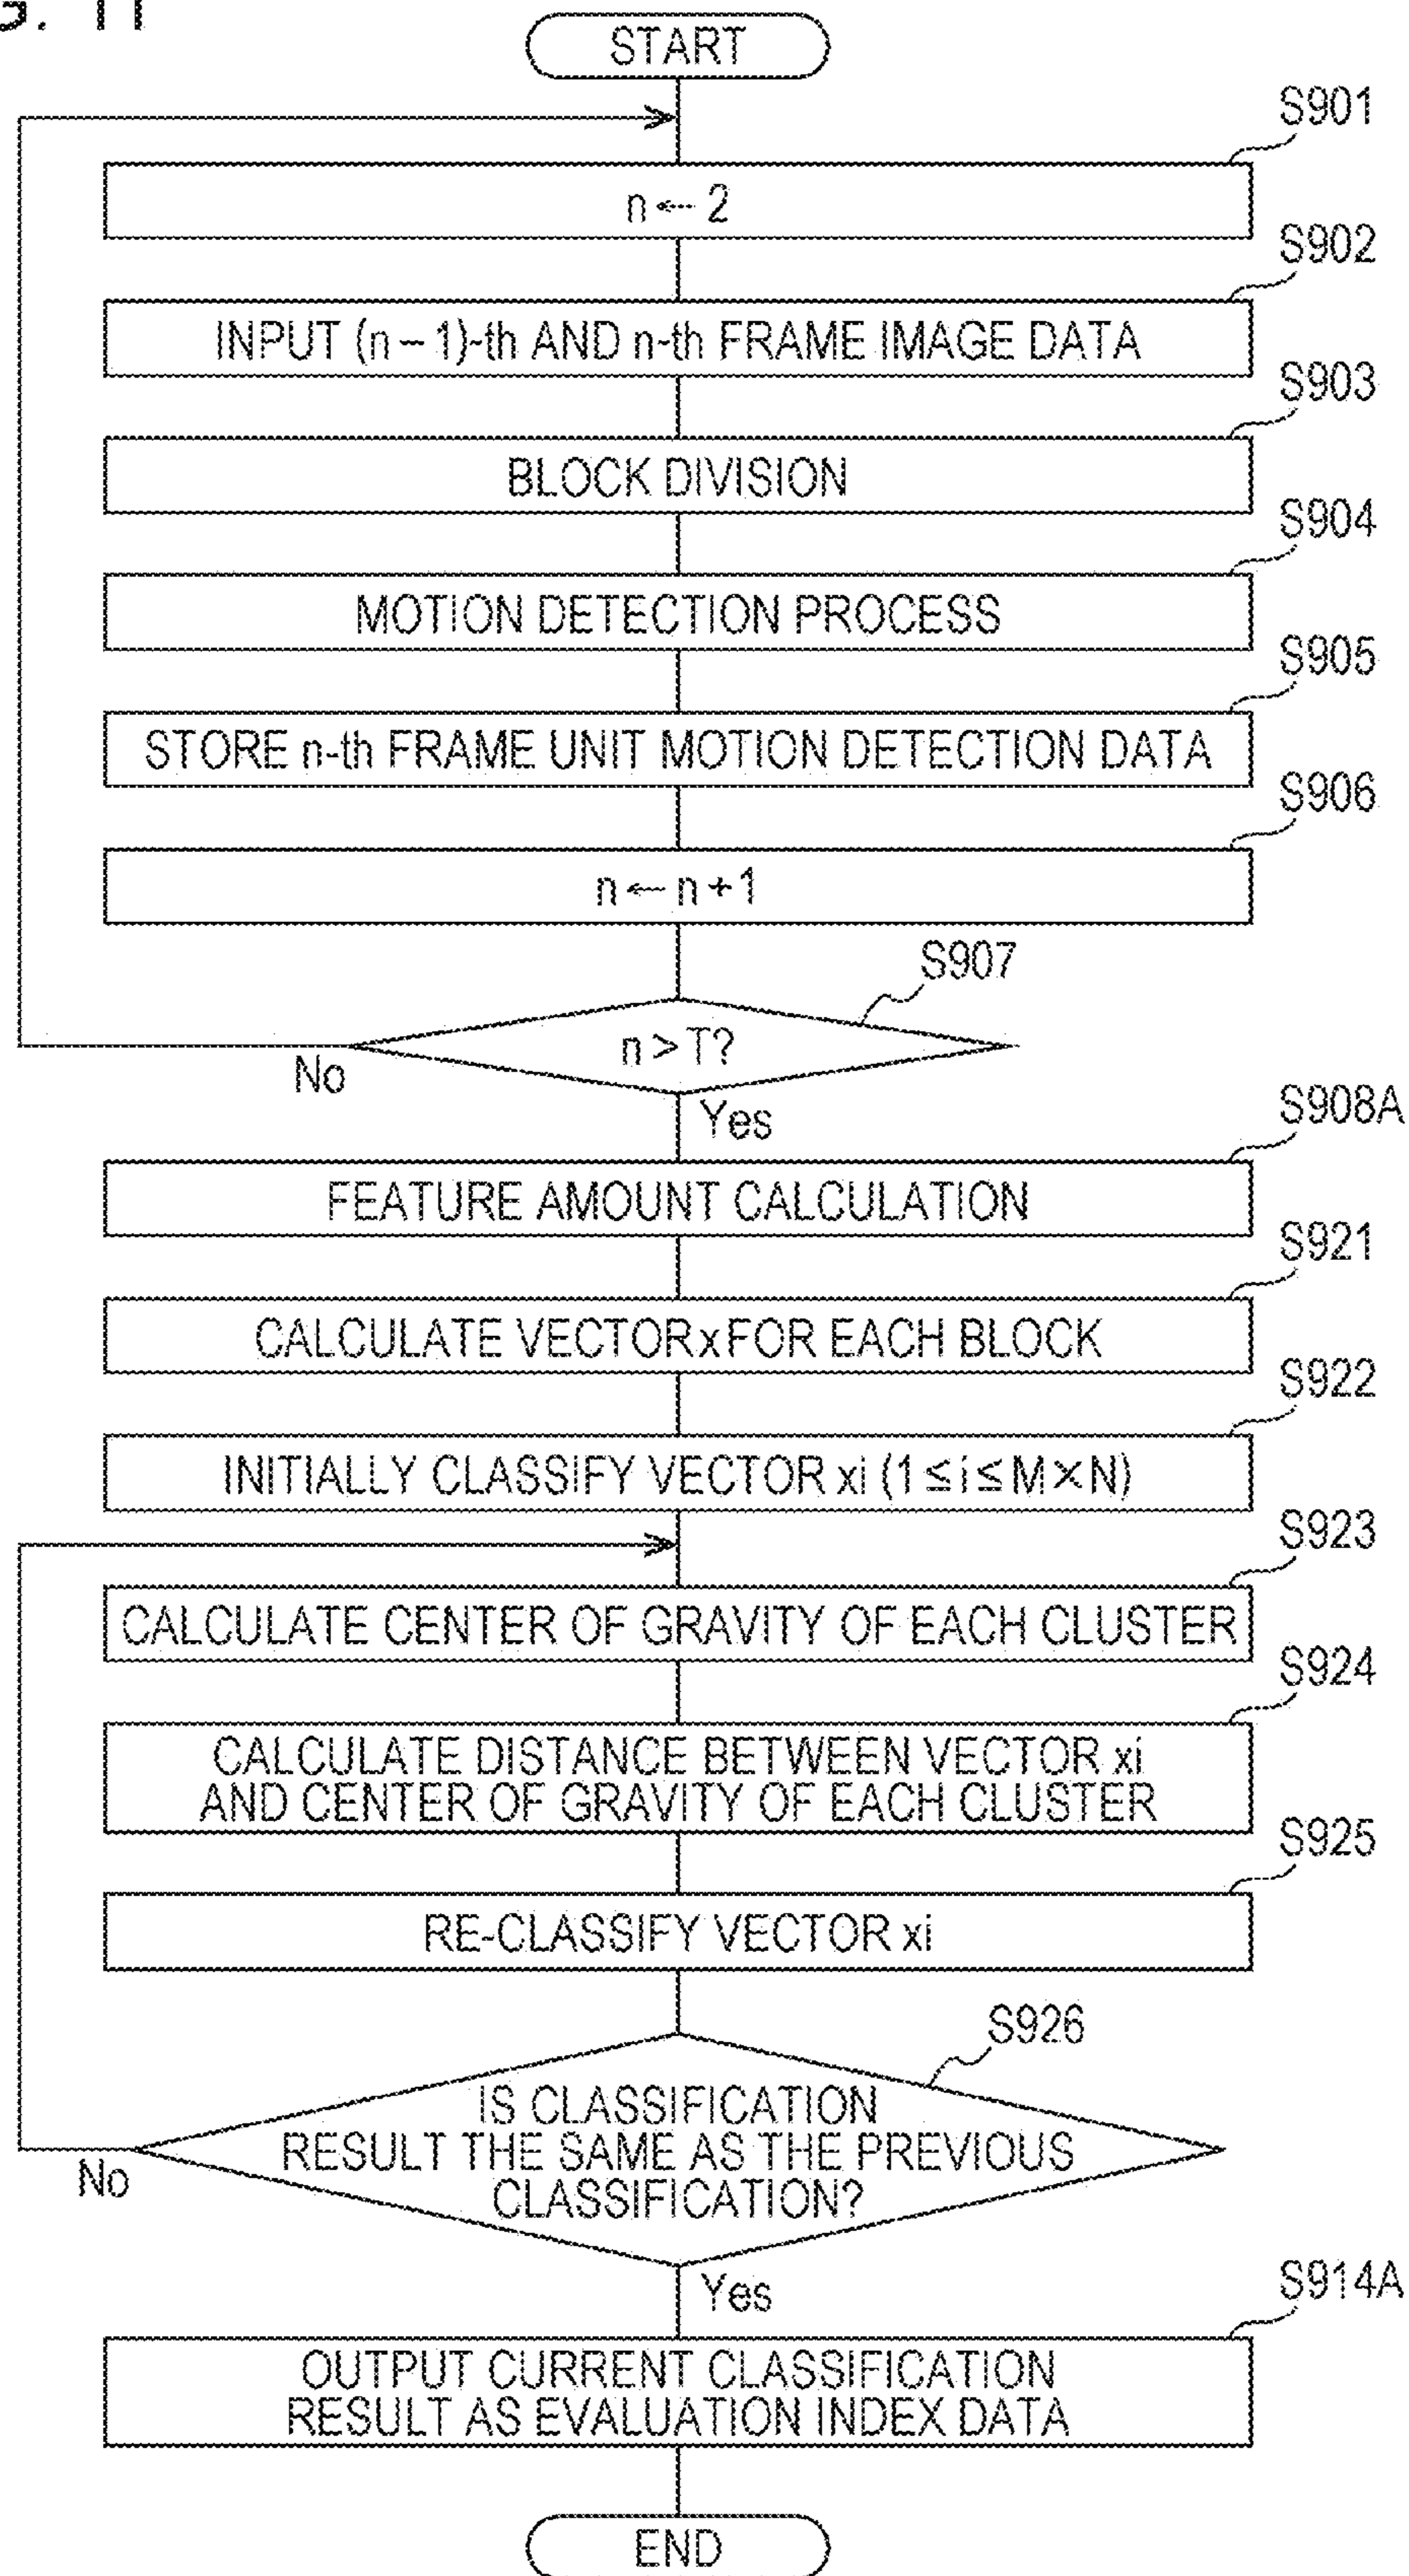 G. 11
START
S901
n ← 2
S902
INPUT (n – 1)-th AND n-th FRAME IMAGE DATA
S903
BLOCK DIVISION
S904
MOTION DETECTION PROCESS
S905
STORE n-th FRAME UNIT MOTION DETECTION DATA
S906
n ← n + 1
S907
n > T?
No
Yes
S908A
FEATURE AMOUNT CALCULATION
S921
CALCULATE VECTOR x FOR EACH BLOCK
S922
INITIALLY CLASSIFY VECTOR xi (1 ≦ i ≦ M × N)
S923
CALCULATE CENTER OF GRAVITY OF EACH CLUSTER
S924
CALCULATE DISTANCE BETWEEN VECTOR xi
AND CENTER OF GRAVITY OF EACH CLUSTER
S925
RE-CLASSIFY VECTOR xi
S926
IS CLASSIFICATION
RESULT THE SAME AS THE PREVIOUS
CLASSIFICATION?
No
Yes
S914A
OUTPUT CURRENT CLASSIFICATION
RESULT AS EVALUATION INDEX DATA
END